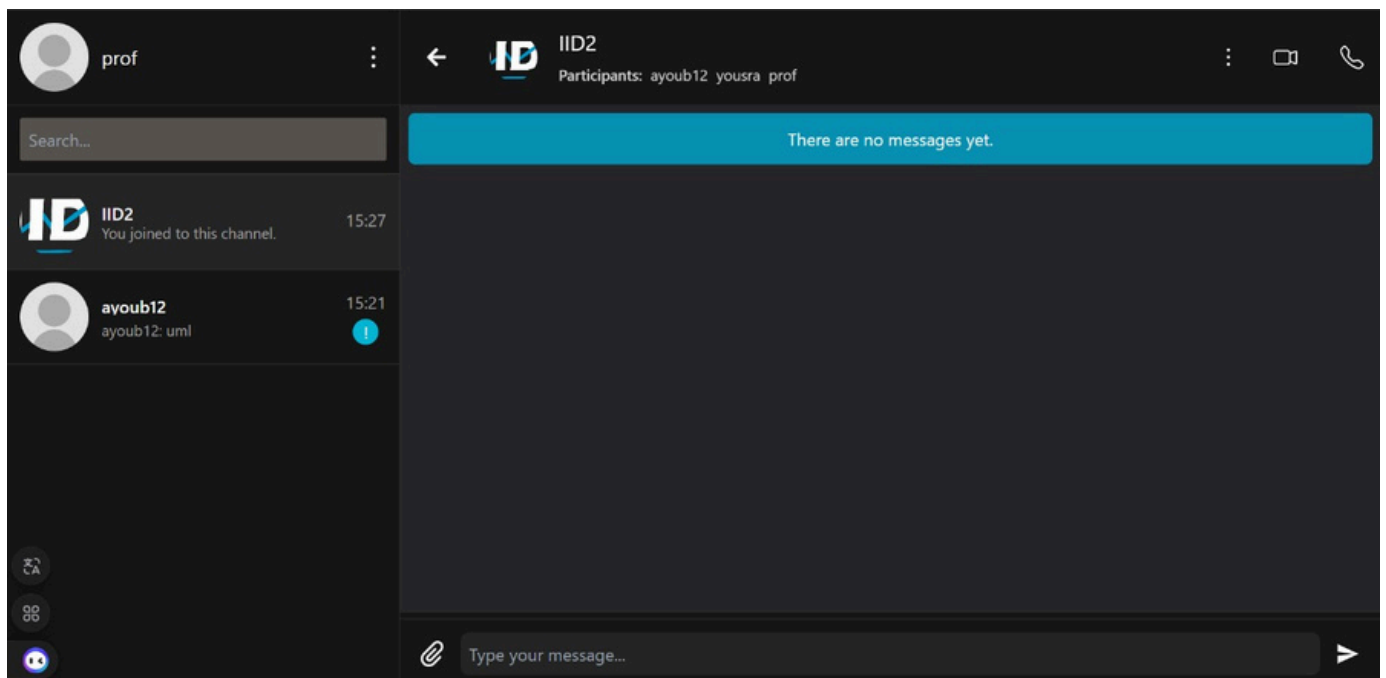 prof
Search...
IID2
15:27
You joined to this channel.
ayoub12
15:21
ayoub12: uml
!
ID
IID2
Participants: ayoub12 yousra prof
There are no messages yet.
Type your message...